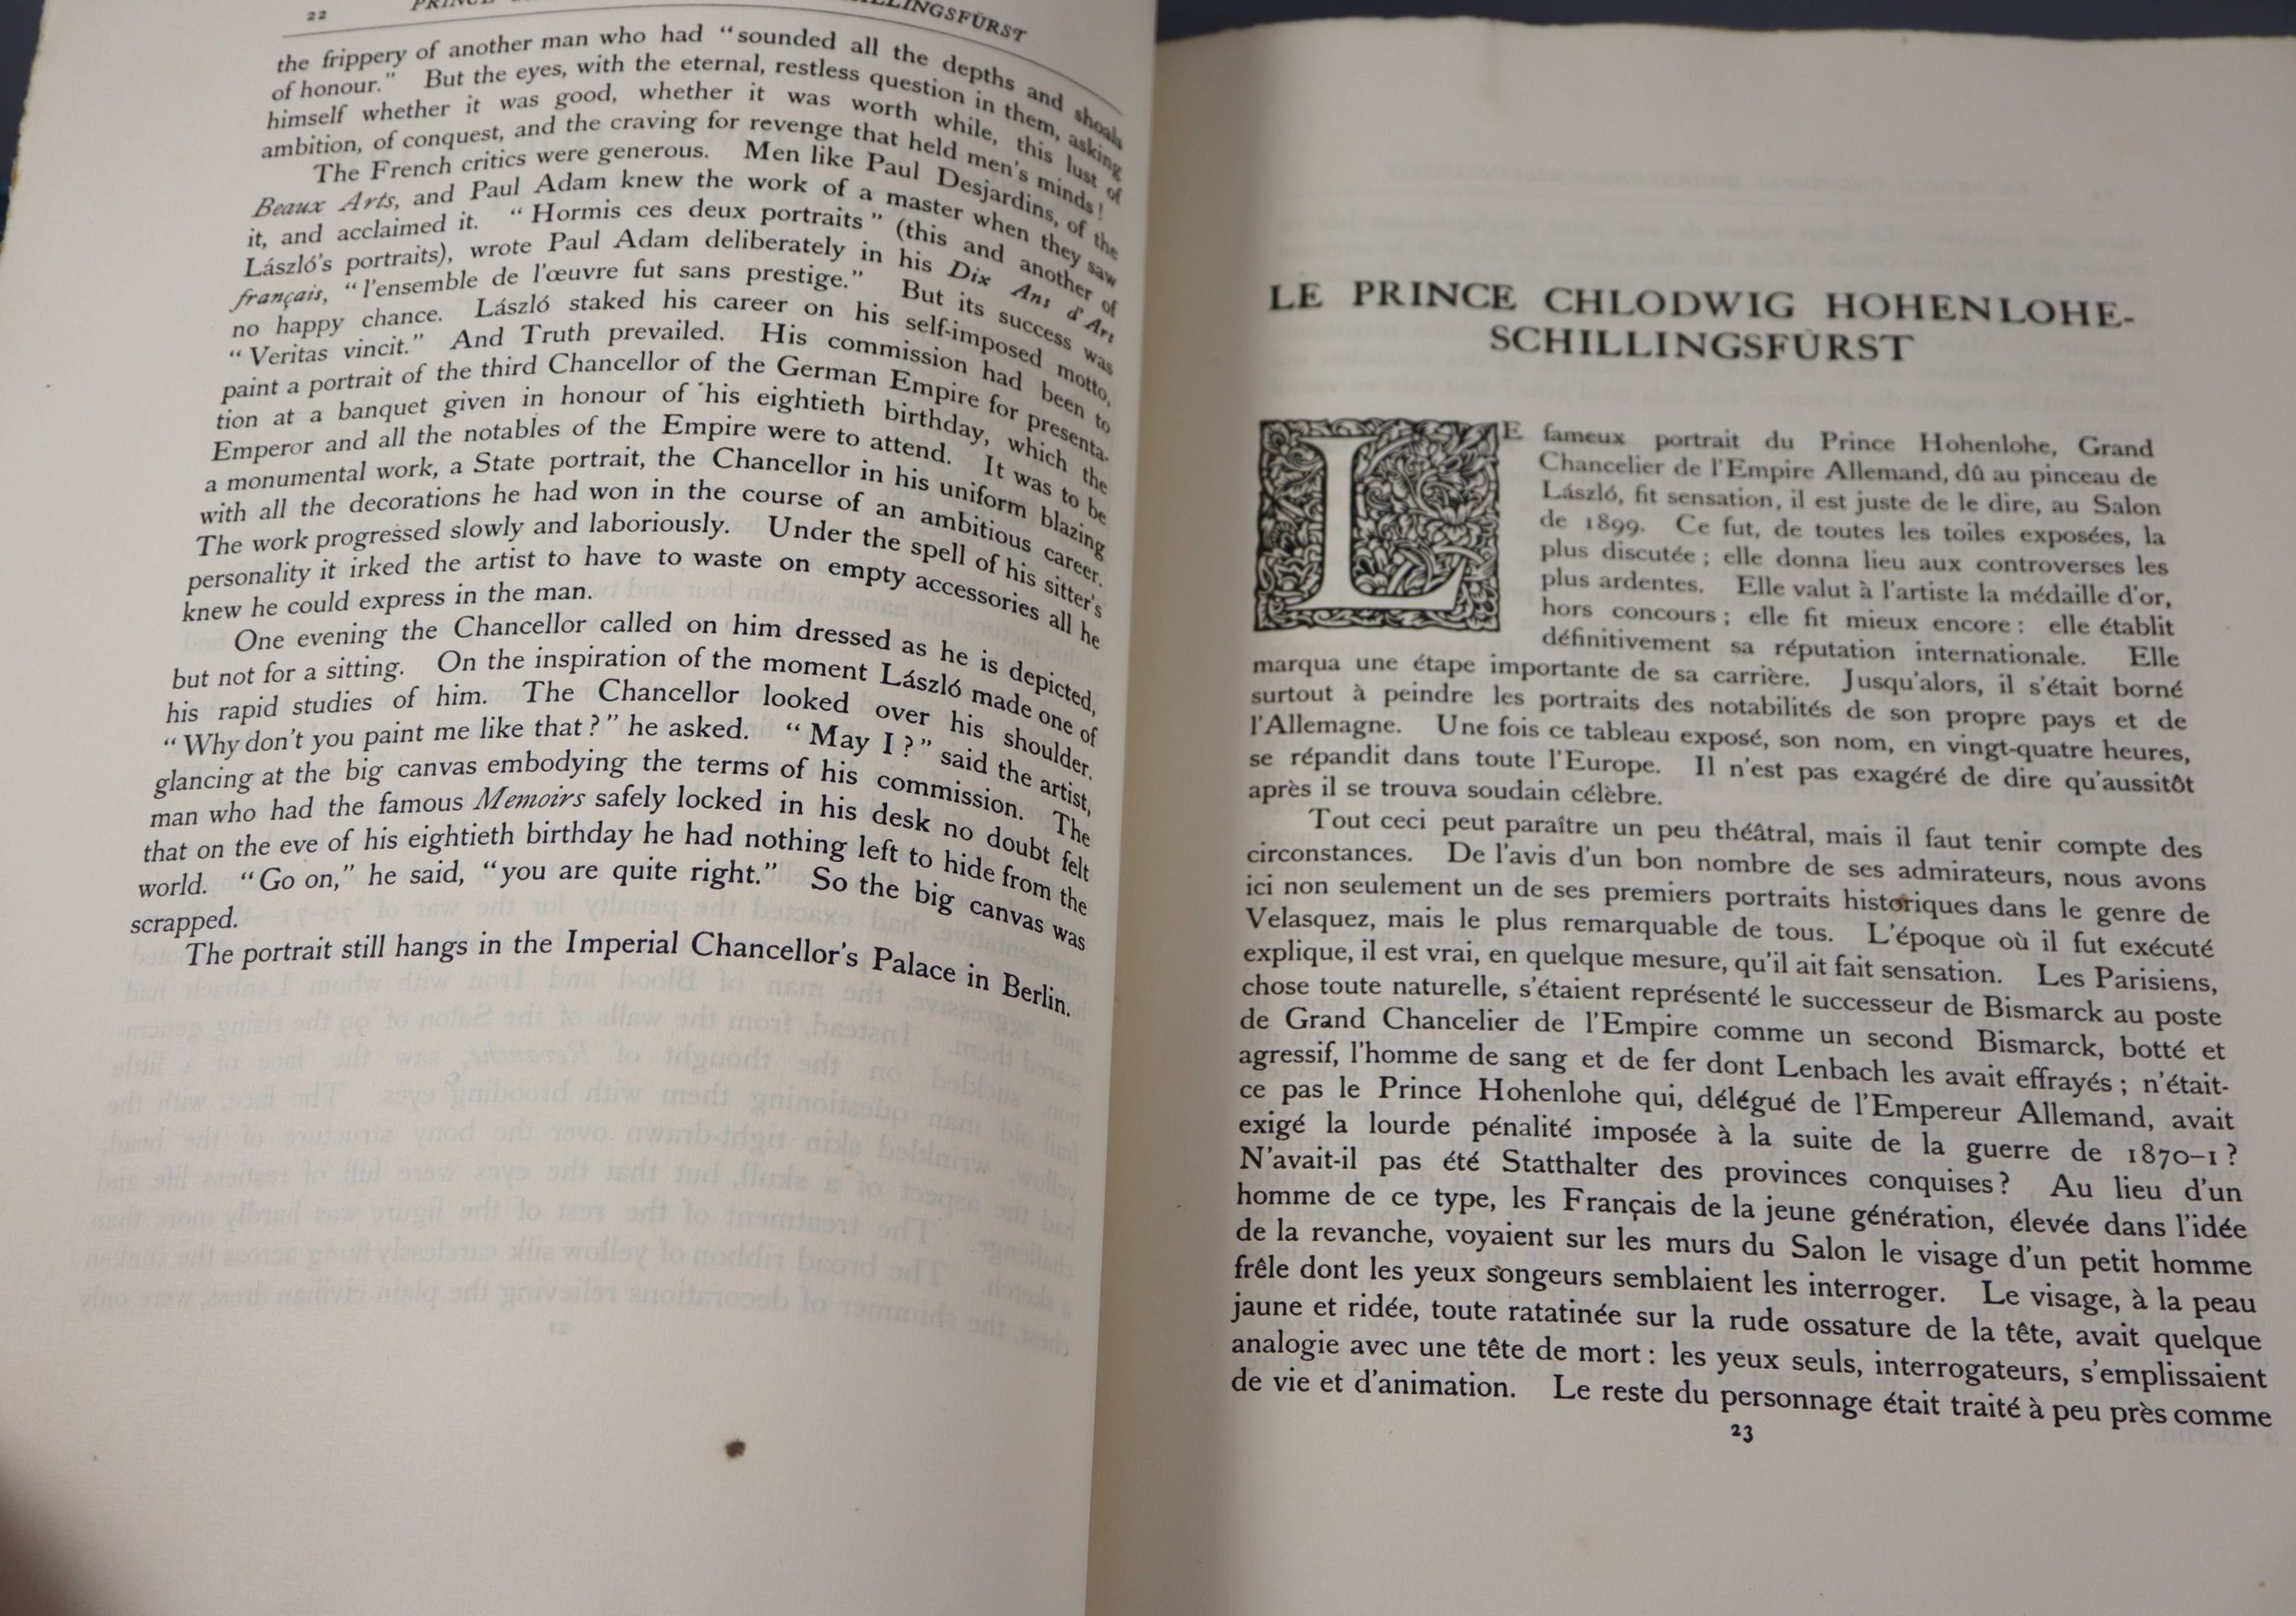 22
SCHILLINGSFÜRST
the frippery of another man who had “sounded all the depths and shoals
of honour.” But the eyes, with the eternal, restless question in them, asking
himself whether it was good, whether it was worth while, this lust of
ambition, of conquest, and the craving for revenge that held men's minds!
The French critics were generous. Men like Paul Desjardins, of the
Beaux Arts, and Paul Adam knew the work of a master when they saw
it, and acclaimed it. “Hormis ces deux portraits” (this and another of
László's portraits), wrote Paul Adam deliberately in his Dix Ans d'Art
français, “l'ensemble de l'œuvre fut sans prestige.” But its success was
no happy chance. László staked his career on his self-imposed motto,
“Veritas vincit.” And Truth prevailed. His commission had been to
paint a portrait of the third Chancellor of the German Empire for presenta-
tion at a banquet given in honour of his eightieth birthday, which the
Emperor and all the notables of the Empire were to attend. It was to be
a monumental work, a State portrait, the Chancellor in his uniform blazing
with all the decorations he had won in the course of an ambitious career.
The work progressed slowly and laboriously. Under the spell of his sitter's
personality it irked the artist to have to waste on empty accessories all he
knew he could express in the man.
One evening the Chancellor called on him dressed as he is depicted,
but not for a sitting. On the inspiration of the moment László made one of
his rapid studies of him. The Chancellor looked over his shoulder.
“Why don't you paint me like that?” he asked. “May I?” said the artist,
glancing at the big canvas embodying the terms of his commission. The
man who had the famous Memoirs safely locked in his desk no doubt felt
that on the eve of his eightieth birthday he had nothing left to hide from the
world. “Go on,” he said, “you are quite right.” So the big canvas was
scrapped.
The portrait still hangs in the Imperial Chancellor's Palace in Berlin.
LE PRINCE CHLODWIG HOHENLOHE-
SCHILLINGSFÜRST
LE fameux portrait du Prince Hohenlohe, Grand
Chancelier de l'Empire Allemand, dû au pinceau de
László, fit sensation, il est juste de le dire, au Salon
de 1899. Ce fut, de toutes les toiles exposées, la
plus discutée; elle donna lieu aux controverses les
plus ardentes. Elle valut à l'artiste la médaille d'or,
hors concours; elle fit mieux encore: elle établit
définitivement sa réputation internationale. Elle
marqua une étape importante de sa carrière. Jusqu'alors, il s'était borné
surtout à peindre les portraits des notabilités de son propre pays et de
l'Allemagne. Une fois ce tableau exposé, son nom, en vingt-quatre heures,
se répandit dans toute l'Europe. Il n'est pas exagéré de dire qu'aussitôt
après il se trouva soudain célèbre.
Tout ceci peut paraître un peu théâtral, mais il faut tenir compte des
circonstances. De l'avis d'un bon nombre de ses admirateurs, nous avons
ici non seulement un de ses premiers portraits historiques dans le genre de
Velasquez, mais le plus remarquable de tous. L'époque où il fut exécuté
explique, il est vrai, en quelque mesure, qu'il ait fait sensation. Les Parisiens,
chose toute naturelle, s'étaient représenté le successeur de Bismarck au poste
de Grand Chancelier de l'Empire comme un second Bismarck, botté et
agressif, l'homme de sang et de fer dont Lenbach les avait effrayés; n'était-
ce pas le Prince Hohenlohe qui, délégué de l'Empereur Allemand, avait
exigé la lourde pénalité imposée à la suite de la guerre de 1870–1?
N'avait-il pas été Statthalter des provinces conquises? Au lieu d'un
homme de ce type, les Français de la jeune génération, élevée dans l'idée
de la revanche, voyaient sur les murs du Salon le visage d'un petit homme
frêle dont les yeux songeurs semblaient les interroger. Le visage, à la peau
jaune et ridée, toute ratatinée sur la rude ossature de la tête, avait quelque
analogie avec une tête de mort: les yeux seuls, interrogateurs, s'emplissaient
de vie et d'animation. Le reste du personnage était traité à peu près comme
23